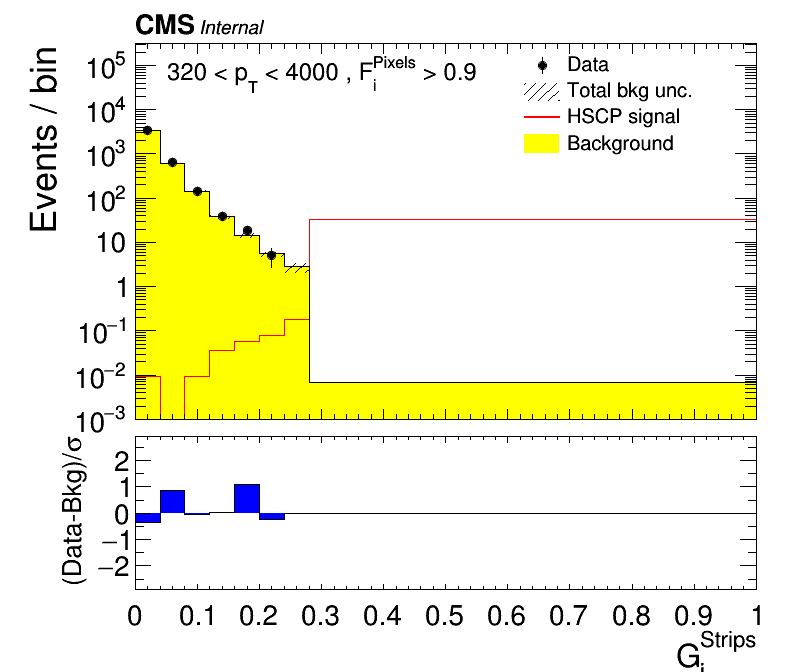 CMS Internal
320 < p_T < 4000 , F_i^Pixels > 0.9
Data
Total bkg unc.
HSCP signal
Background
Events / bin
10^5
10^4
10^3
10^2
10
1
10^−1
10^−2
10^−3
(Data-Bkg)/σ
2
1
0
−1
−2
0 0.1 0.2 0.3 0.4 0.5 0.6 0.7 0.8 0.9 1
G_i^Strips